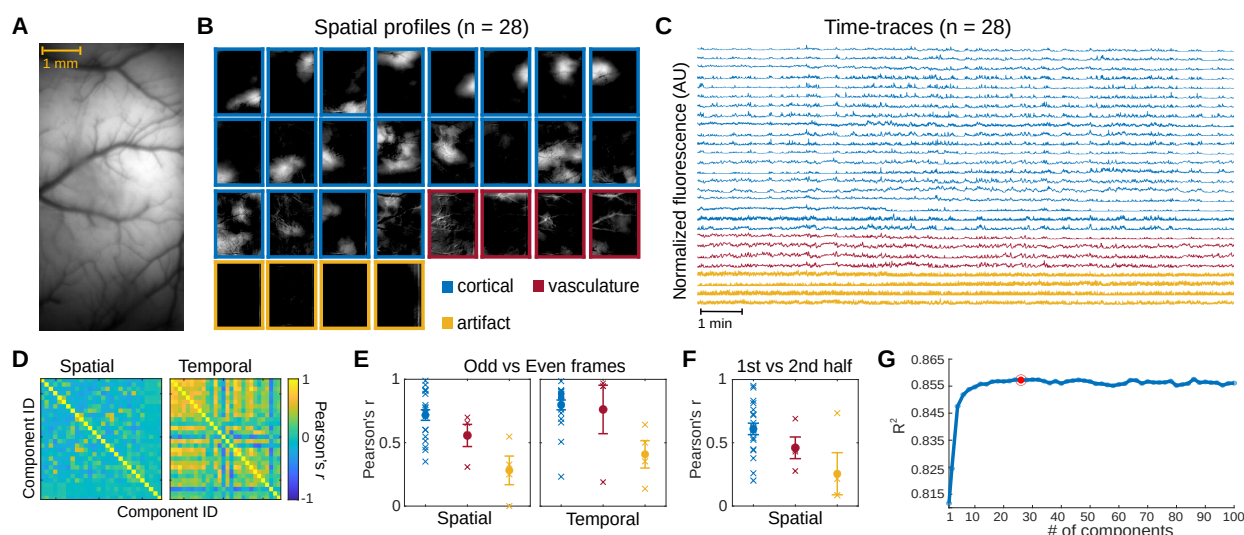 A
1 mm
B
Spatial profiles (n = 28)
cortical
vasculature
artifact
C
Time-traces (n = 28)
Normalized fluorescence (AU)
1 min
D
Spatial
Temporal
Component ID
Component ID
1
0
-1
Pearson's r
E
Odd vs Even frames
Pearson's r
1
0.5
0
Spatial
Temporal
F
1st vs 2nd half
1
0.5
0
Spatial
G
R2
0.865
0.855
0.845
0.835
0.825
0.815
1 10 20 30 40 50 60 70 80 90 100
# of components